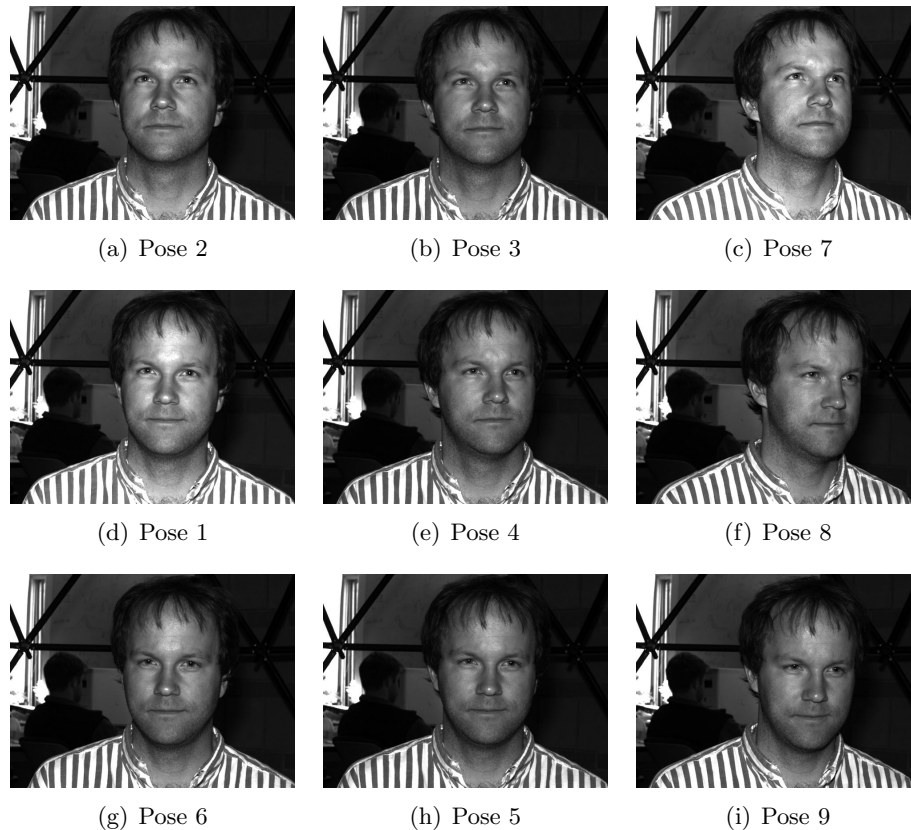 (a) Pose 2
(b) Pose 3
(c) Pose 7
(d) Pose 1
(e) Pose 4
(f) Pose 8
(g) Pose 6
(h) Pose 5
(i) Pose 9